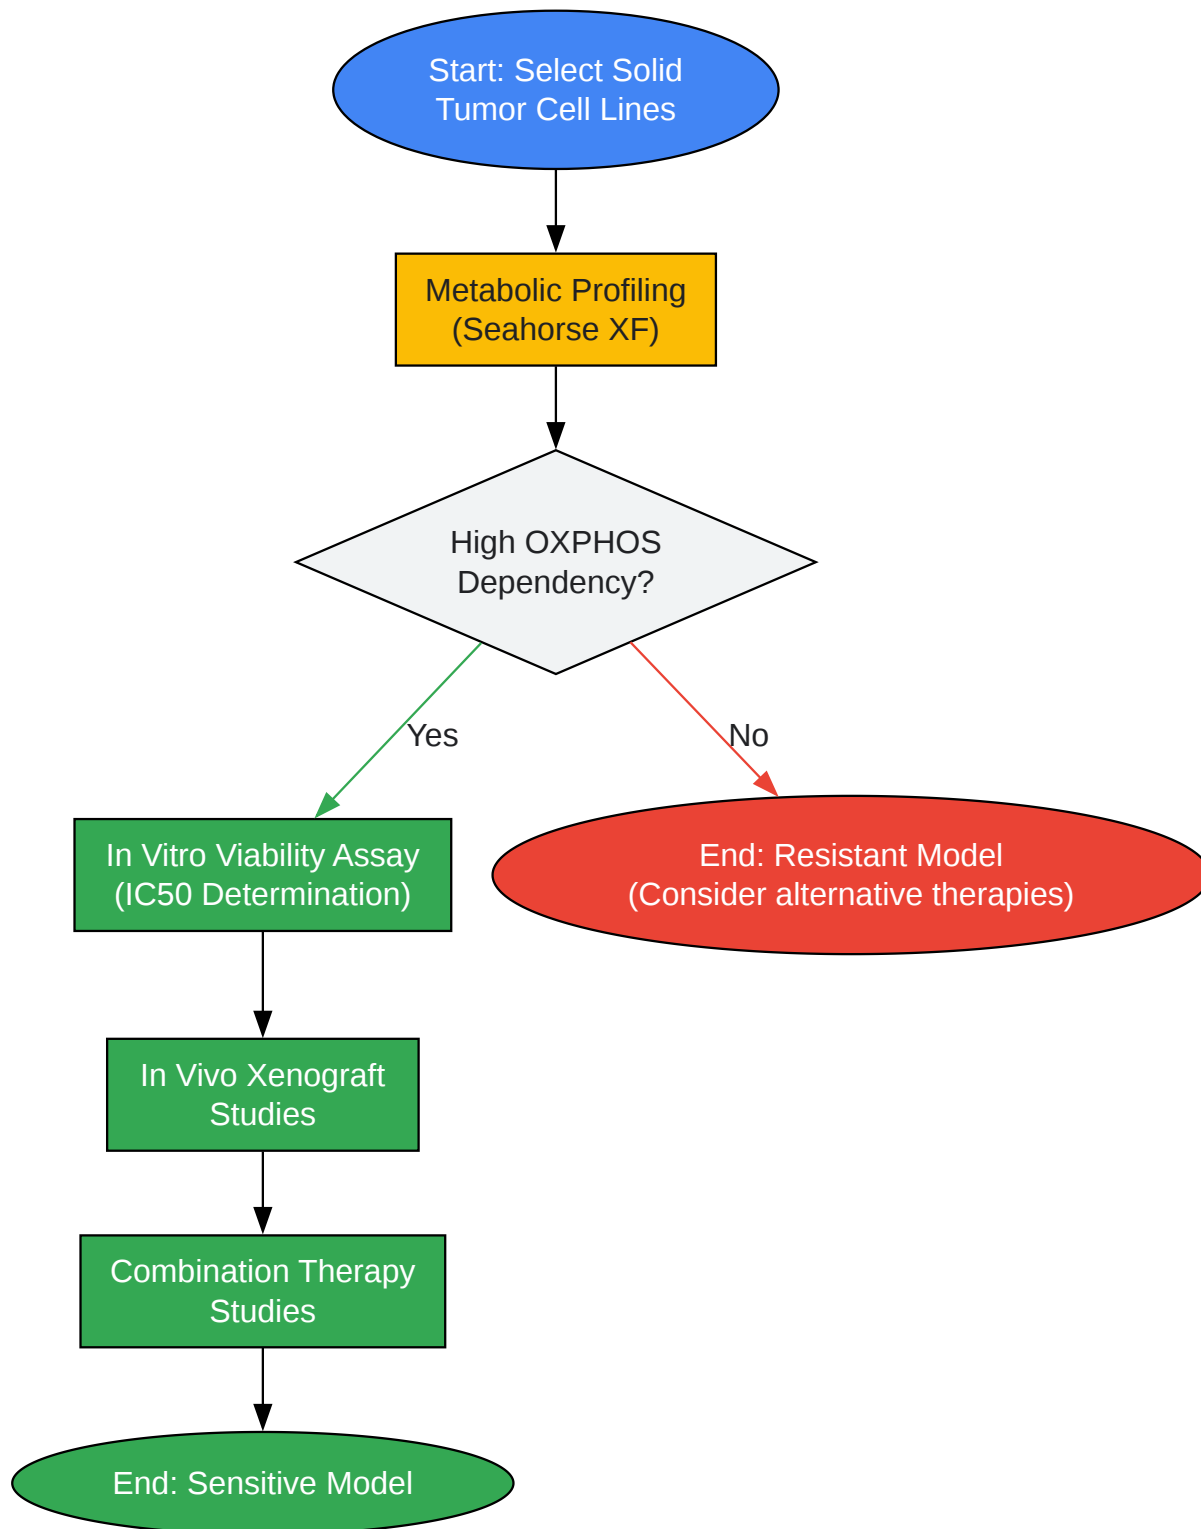 Start: Select Solid
Tumor Cell Lines
Metabolic Profiling
(Seahorse XF)
High OXPHOS
Dependency?
Yes
No
In Vitro Viability Assay
(IC50 Determination)
End: Resistant Model
(Consider alternative therapies)
In Vivo Xenograft
Studies
Combination Therapy
Studies
End: Sensitive Model